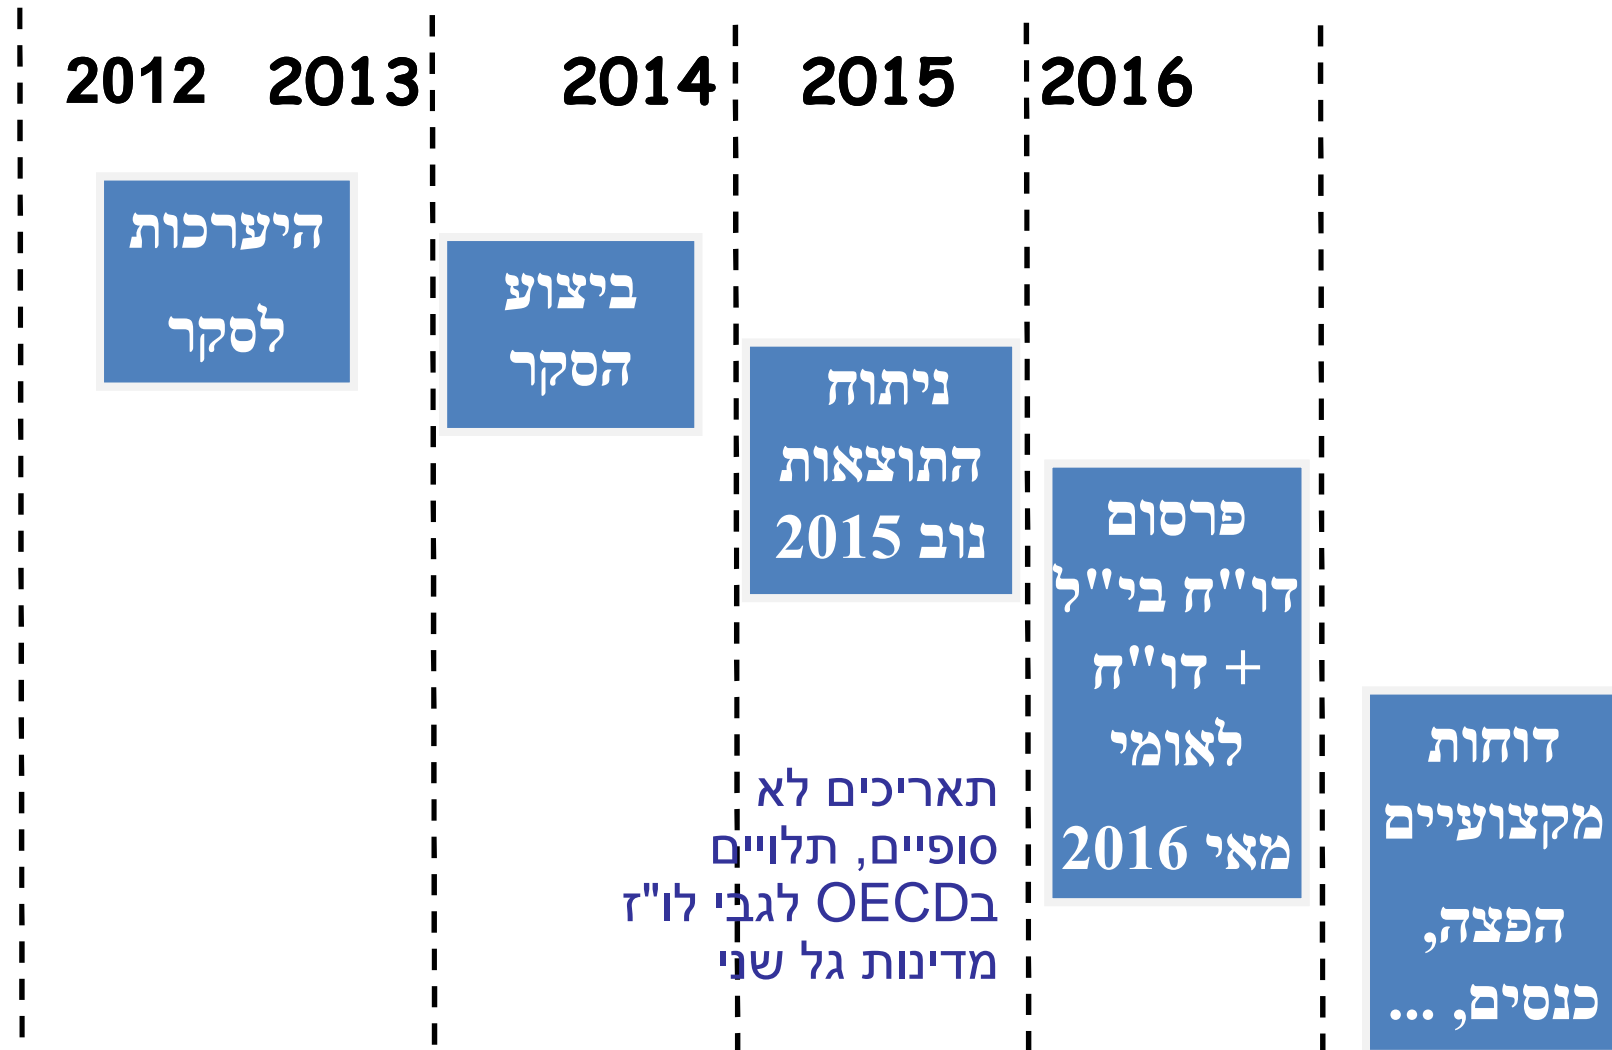 2012 2013 2014 2015 2016
היערכות
לסקר
ביצוע
הסקר
ניתוח
התוצאות
נוב 2015
פרסום
דו''ח בי''ל
+ דו''ח
לאומי
מאי 2016
דוחות
מקצועיים
הפצה,
כנסים, ...
תאריכים לא
סופיים, תלויים
בOECD לגבי לו"ז
מדינות גל שני